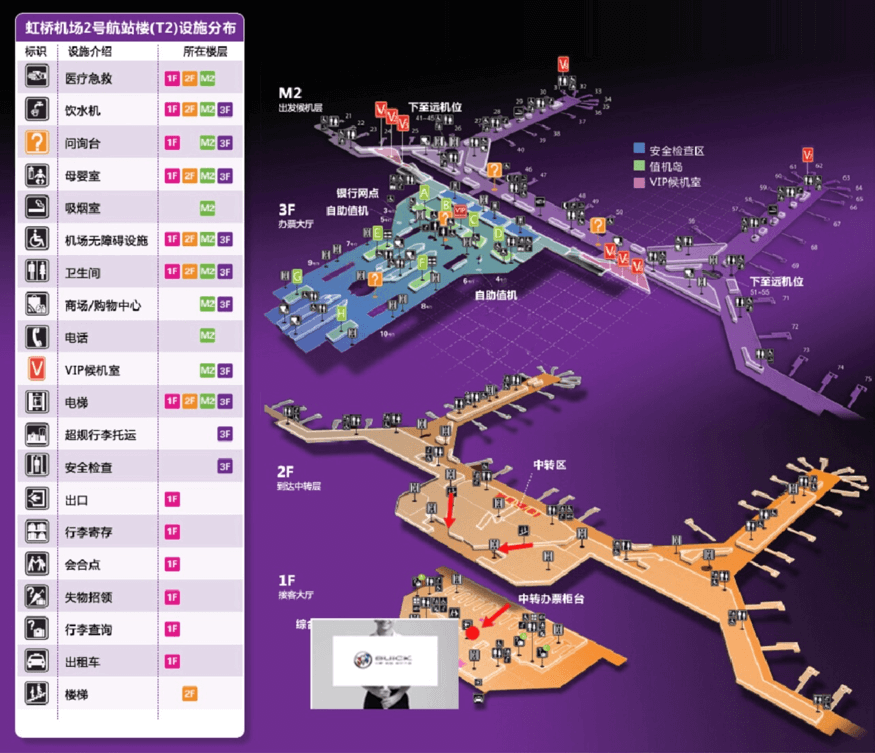 虹桥机场2号航站楼(T2)设施分布
标识 设施介绍 所在楼层
医疗急救 1F 2F M2
饮水机 1F 2F M2 3F
问询台 1F M2 3F
母婴室 1F 2F M2 3F
吸烟室 M2
机场无障碍设施 1F 2F M2 3F
卫生间 1F 2F M2 3F
商场/购物中心 M2 3F
电话 M2
VIP候机室 M2 3F
电梯 1F 2F M2 3F
超规行李托运 3F
安全检查 3F
出口 1F
行李寄存 1F
会合点 1F
失物招领 1F
行李查询 1F
出租车 1F
楼梯 2F
M2
出发候机层
下至远机位
41-45
安全检查区
值机岛
VIP候机室
银行网点
自助值机
3F
办票大厅
A
B
C
D
E
F
G
H
VIP
自助值机
下至远机位
51-55
2F
到达中转层
中转区
1F
接客大厅
中转办票柜台
综合
BUICK